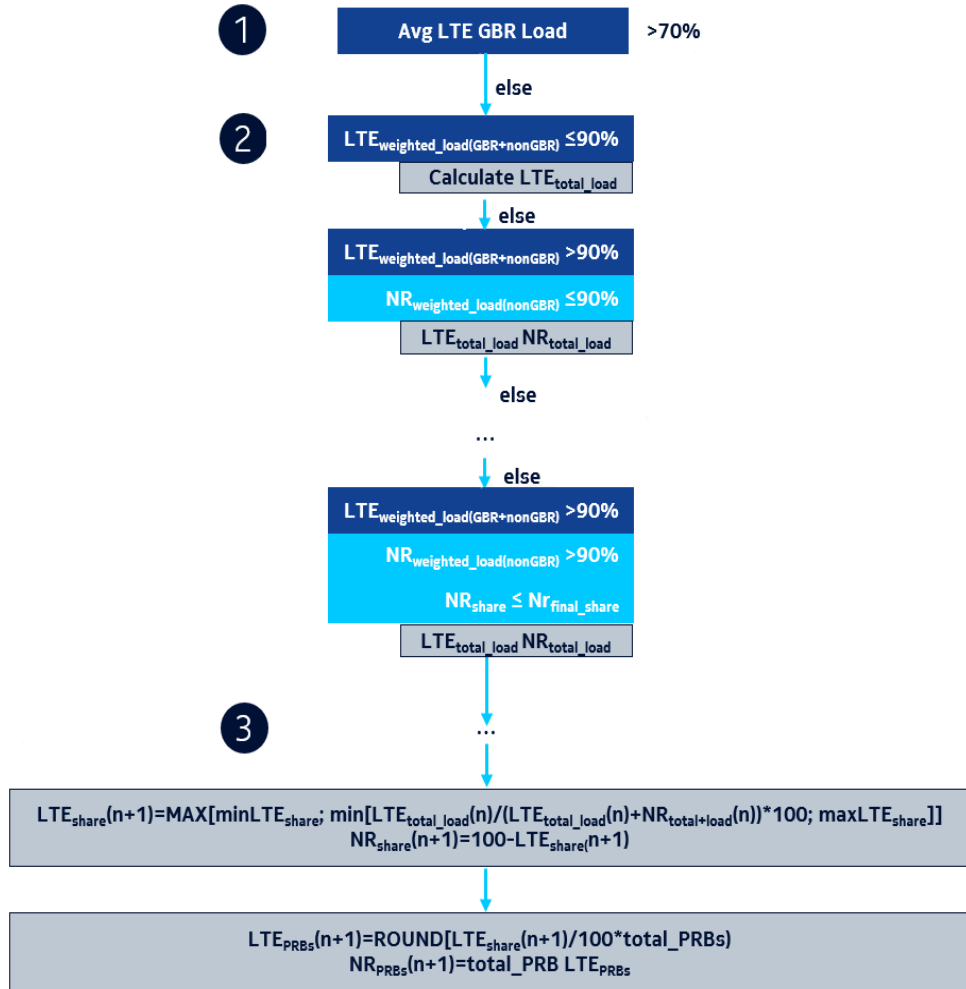 1
Avg LTE GBR Load
>70%
else
2
LTEweighted_load(GBR+nonGBR) ≤90%
Calculate LTEtotal_load
else
LTEweighted_load(GBR+nonGBR) >90%
NRweighted_load(nonGBR) ≤90%
LTEtotal_load NRtotal_load
else
...
else
LTEweighted_load(GBR+nonGBR) >90%
NRweighted_load(nonGBR) >90%
NRshare ≤ Nrfinal_share
LTEtotal_load NRtotal_load
3
...
LTEshare(n+1)=MAX[minLTEshare; min[LTEtotal_load(n)/(LTEtotal_load(n)+NRtotal+load(n))*100; maxLTEshare]]
NRshare(n+1)=100-LTEshare(n+1)
LTEPRBs(n+1)=ROUND[LTEshare(n+1)/100*total_PRBs)
NRPRBs(n+1)=total_PRB LTEPRBs